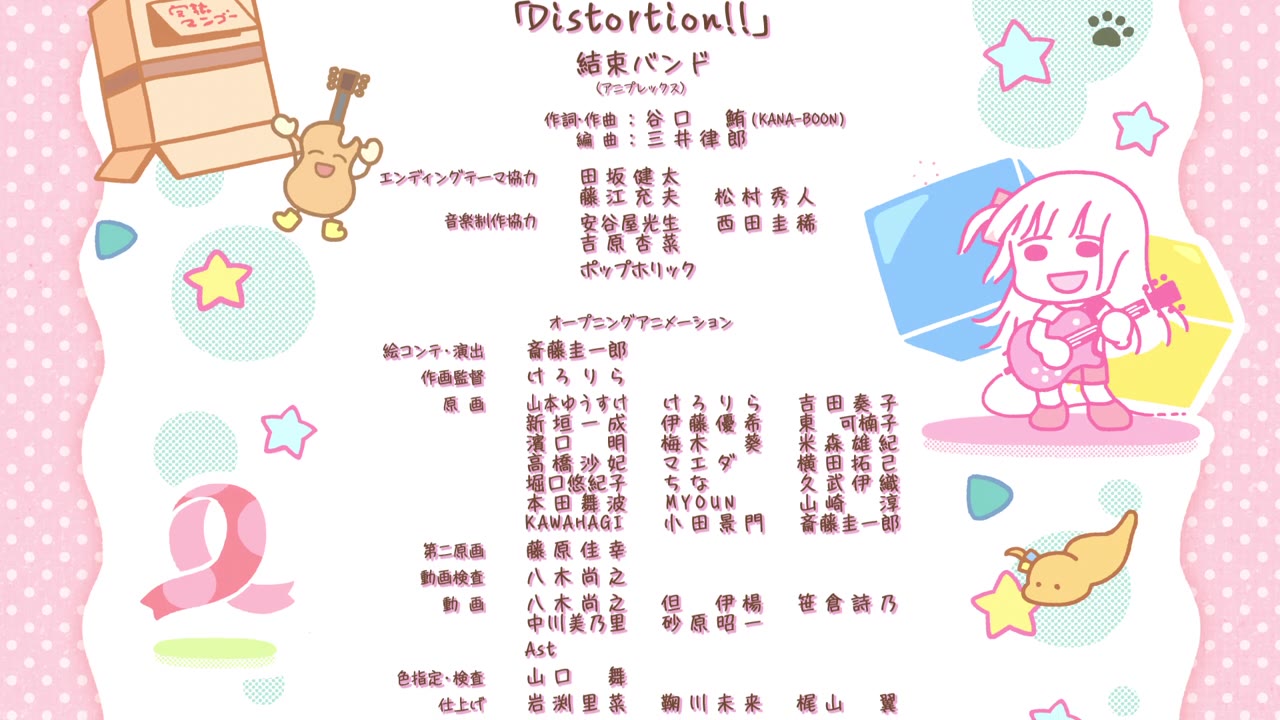 完熟
マンゴー
「Distortion!!」
結束バンド
(アニプレックス)
作詞・作曲 : 谷口 鮪(KANA-BOON)
編曲 : 三井律郎
エンディングテーマ協力 田坂健太
藤江充夫 松村秀人
音楽制作協力 安谷屋光生 西田圭稀
吉原杏菜
ポップホリック
オープニングアニメーション
絵コンテ・演出 斎藤圭一郎
作画監督 けろりら
原画 山本ゆうすけ けろりら 吉田奏子
新垣一成 伊藤優希 東 可楠子
濱口 明 梅木 葵 米森雄紀
高橋沙妃 マエダ 横田拓己
堀口悠紀子 ちな 久武伊織
本田舞波 MYOUN 山崎 淳
KAWAHAGI 小田景門 斎藤圭一郎
第二原画 藤原佳幸
動画検査 八木尚之
動画 八木尚之 但 伊楊 笹倉詩乃
中川美乃里 砂原昭一
Ast
色指定・検査 山口 舞
仕上げ 岩渕里菜 鞠川未来 梶山 翼